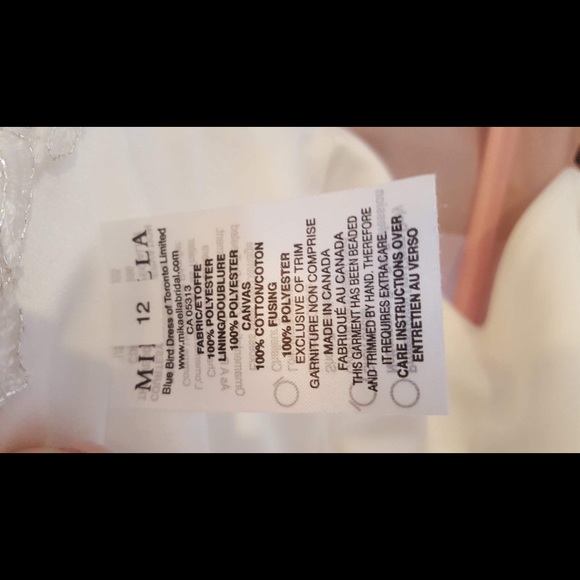 MI 12 LA
Blue Bird Dress of Toronto Limited
www.mikaellabridal.com
CA 05313
FABRIC/ETOFFE
100% POLYESTER
LINING/DOUBLURE
100% POLYESTER
CANVAS
100% COTTON/COTON
FUSING
100% POLYESTER
EXCLUSIVE OF TRIM
GARNITURE NON COMPRISE
MADE IN CANADA
FABRIQUÉ AU CANADA
THIS GARMENT HAS BEEN BEADED
AND TRIMMED BY HAND. THEREFORE
IT REQUIRES EXTRA CARE.
CARE INSTRUCTIONS OVER
ENTRETIEN AU VERSO